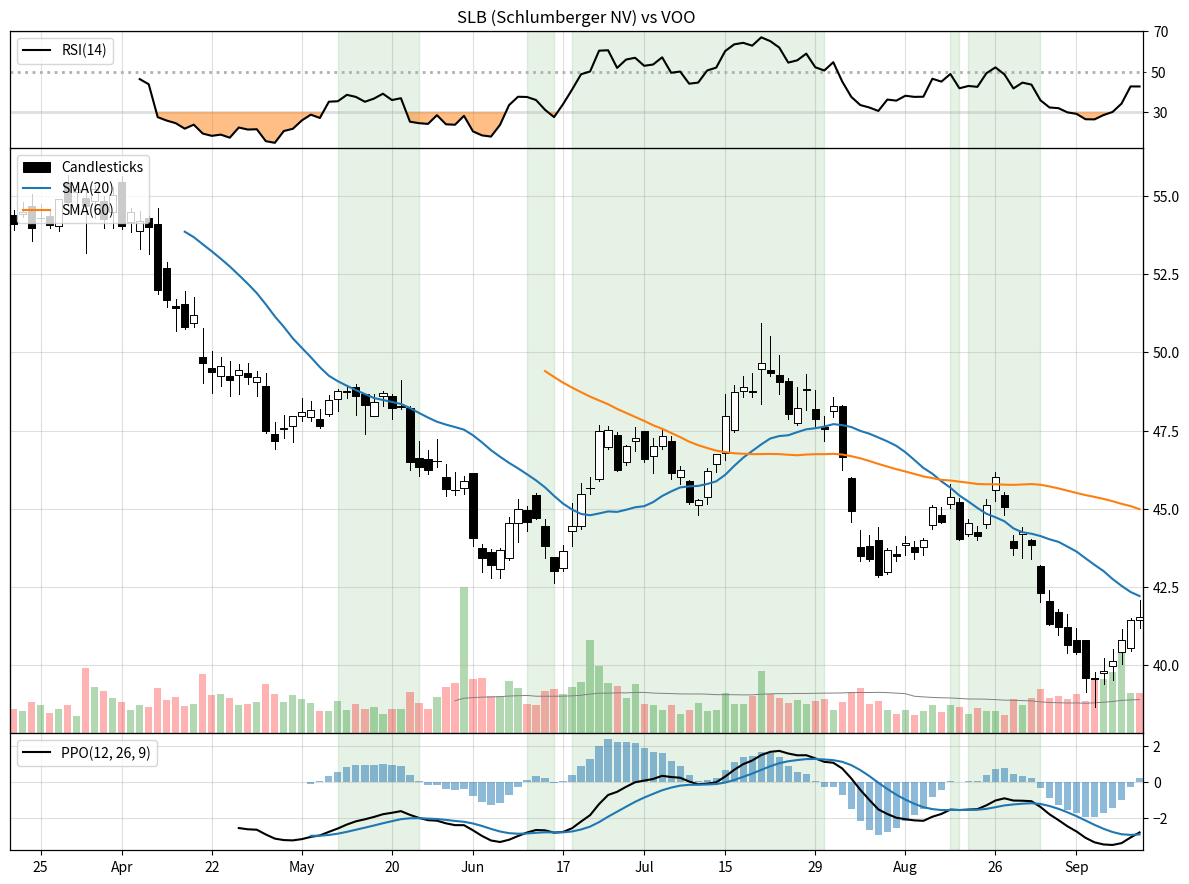 SLB (Schlumberger NV) vs VOO
RSI(14)
70
50
30
Candlesticks
SMA(20)
SMA(60)
55.0
52.5
50.0
47.5
45.0
42.5
40.0
PPO(12, 26, 9)
2
0
−2
25 Apr 22 May 20 Jun 17 Jul 15 29 Aug 26 Sep